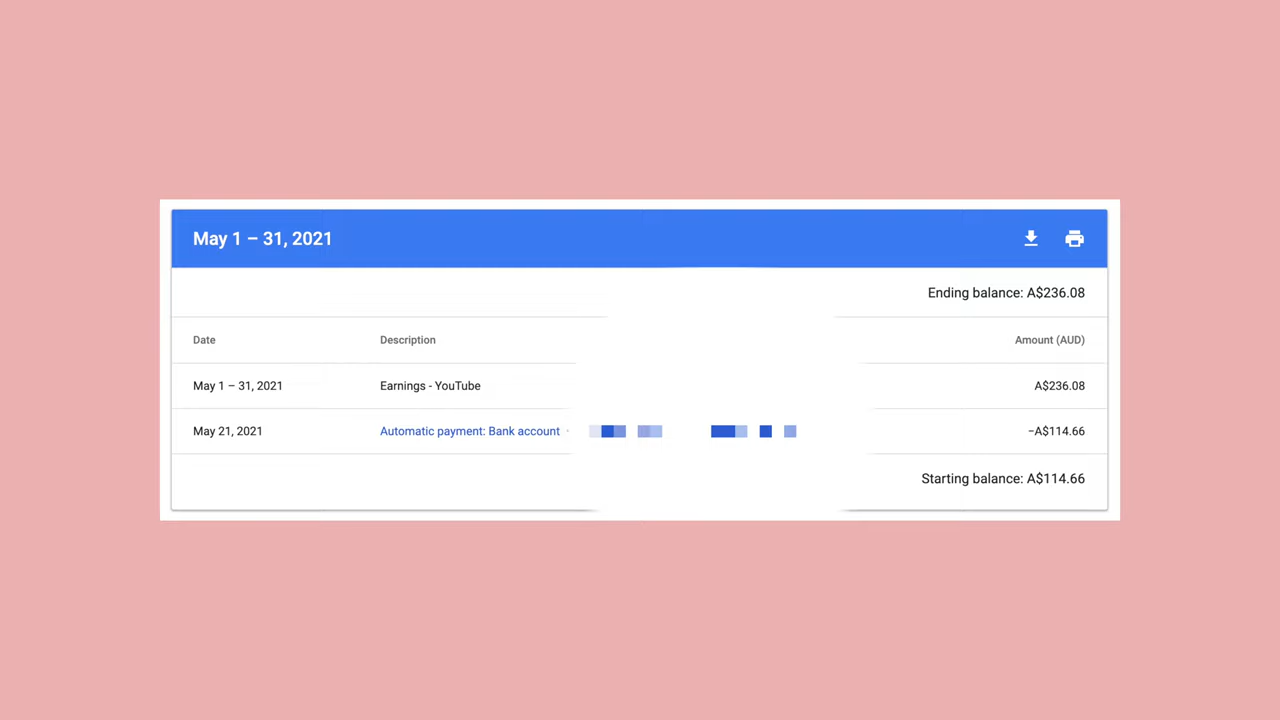 May 1 – 31, 2021
Ending balance: A$236.08
Date Description Amount (AUD)
May 1 – 31, 2021 Earnings - YouTube A$236.08
May 21, 2021 Automatic payment: Bank account −A$114.66
Starting balance: A$114.66